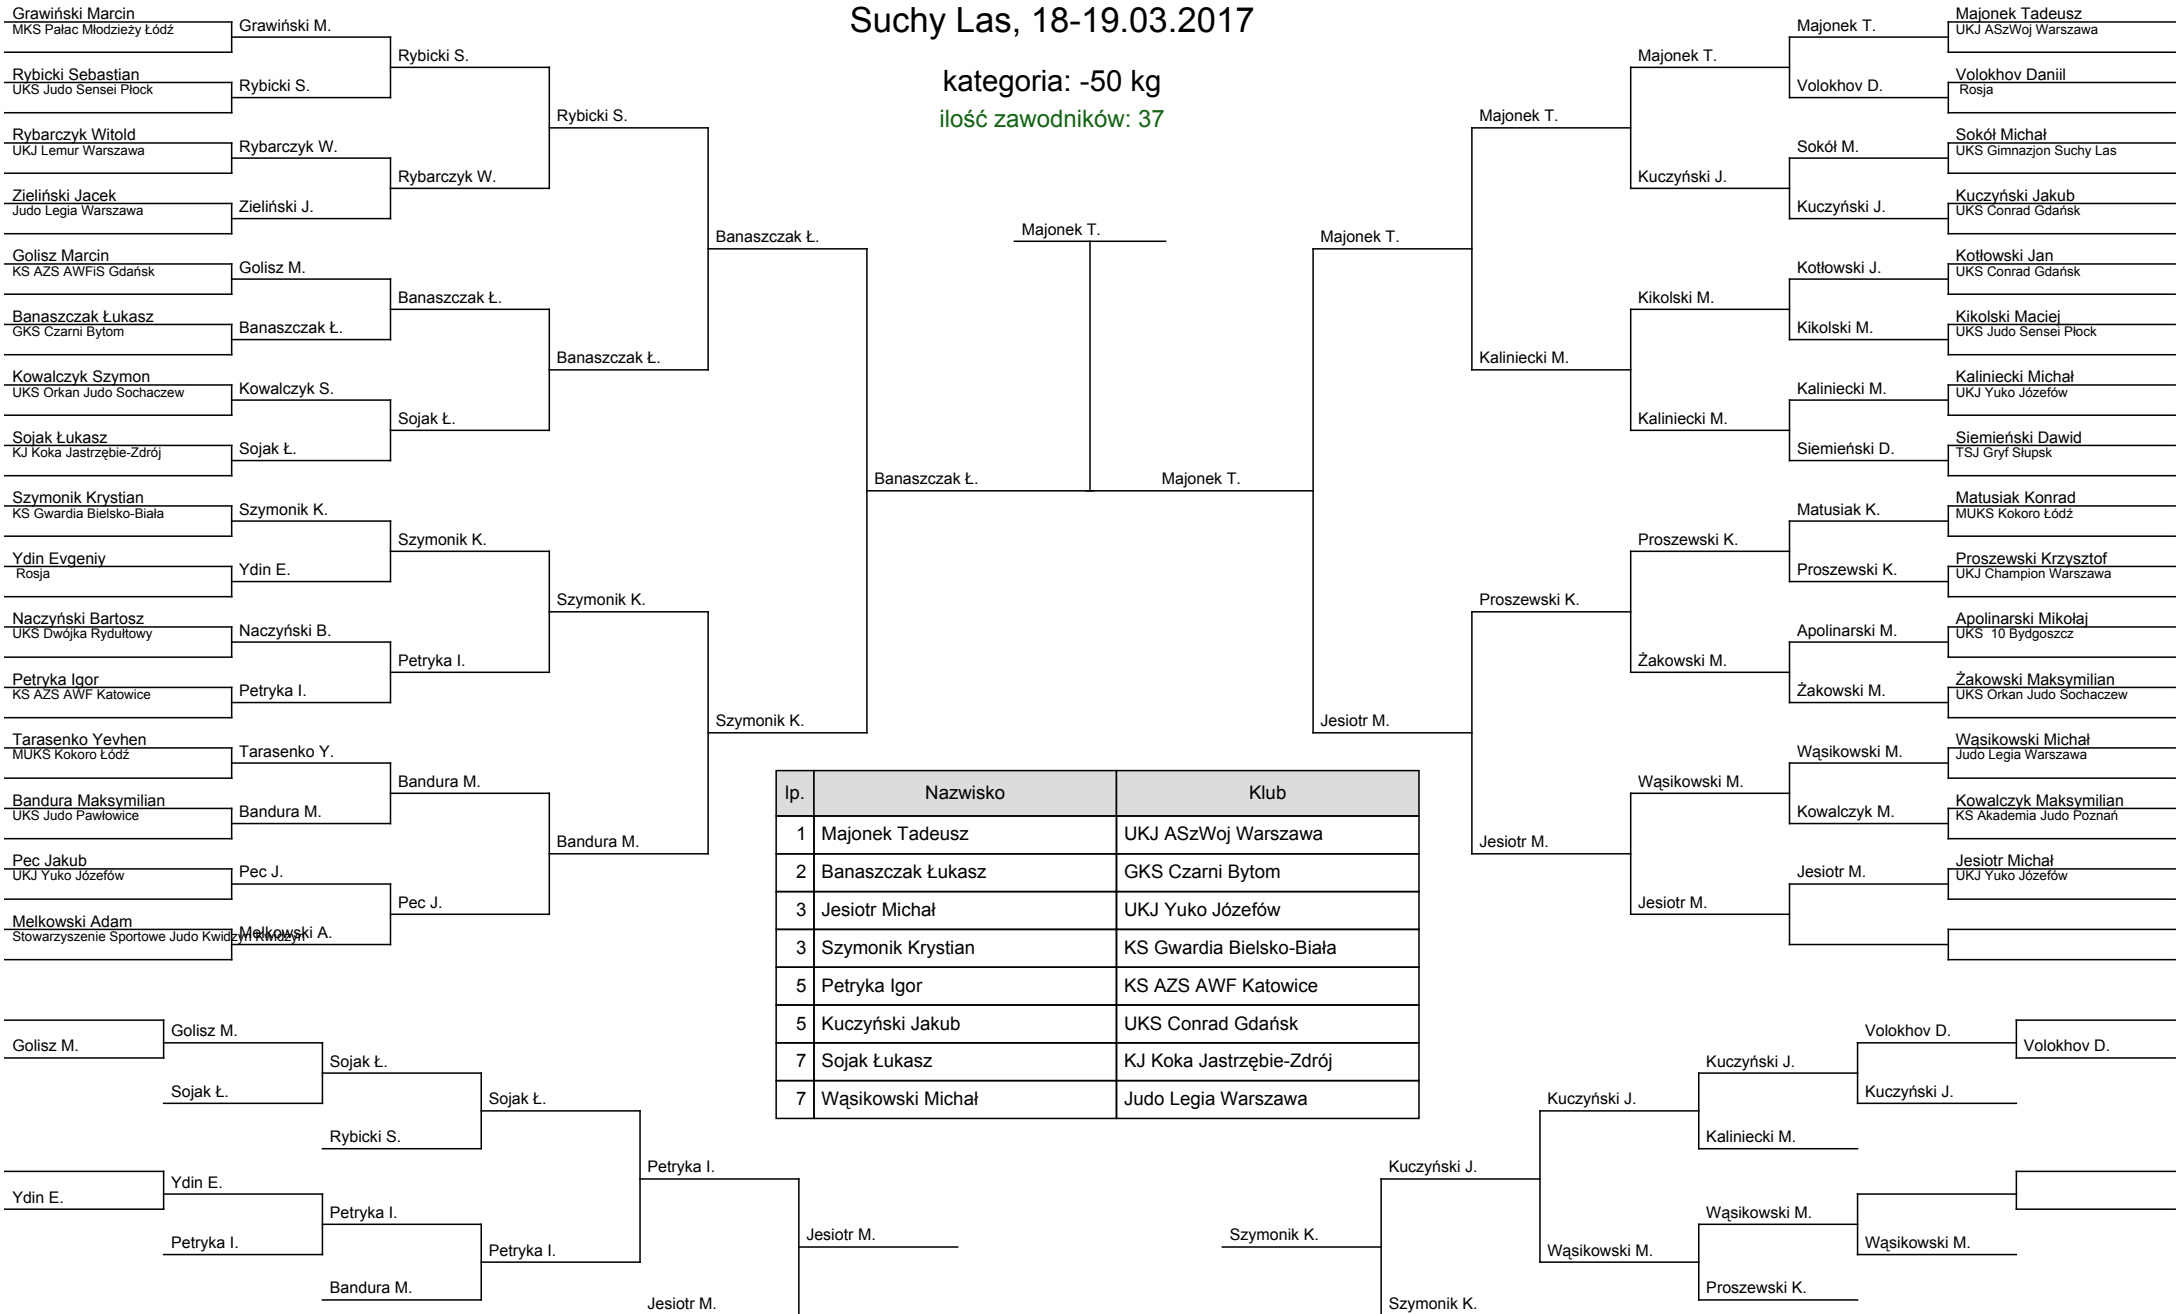 Suchy Las, 18-19.03.2017
kategoria: -50 kg
ilość zawodników: 37
Grawiński Marcin
MKS Pałac Młodzieży Łódź
Rybicki Sebastian
UKS Judo Sensei Płock
Rybarczyk Witold
UKJ Lemur Warszawa
Zieliński Jacek
Judo Legia Warszawa
Golisz Marcin
KS AZS AWFiS Gdańsk
Banaszczak Łukasz
GKS Czarni Bytom
Kowalczyk Szymon
UKS Orkan Judo Sochaczew
Sojak Łukasz
KJ Koka Jastrzębie-Zdrój
Szymonik Krystian
KS Gwardia Bielsko-Biała
Ydin Evgeniy
Rosja
Naczyński Bartosz
UKS Dwójka Rydułtowy
Petryka Igor
KS AZS AWF Katowice
Tarasenko Yevhen
MUKS Kokoro Łódź
Bandura Maksymilian
UKS Judo Pawłowice
Pec Jakub
UKJ Yuko Józefów
Melkowski Adam
Stowarzyszenie Sportowe Judo Kwidzyn Kwidzyn
Grawiński M.
Rybicki S.
Rybarczyk W.
Zieliński J.
Golisz M.
Banaszczak Ł.
Kowalczyk S.
Sojak Ł.
Szymonik K.
Ydin E.
Naczyński B.
Petryka I.
Tarasenko Y.
Bandura M.
Pec J.
Melkowski A.
Rybicki S.
Rybarczyk W.
Banaszczak Ł.
Sojak Ł.
Szymonik K.
Petryka I.
Bandura M.
Pec J.
Rybicki S.
Banaszczak Ł.
Szymonik K.
Bandura M.
Banaszczak Ł.
Szymonik K.
Banaszczak Ł.
Majonek T.
Majonek T.
Majonek T.
Jesiotr M.
Majonek T.
Kaliniecki M.
Proszewski K.
Jesiotr M.
Majonek T.
Kuczyński J.
Kikolski M.
Kaliniecki M.
Proszewski K.
Żakowski M.
Wąsikowski M.
Jesiotr M.
Majonek T.
Volokhov D.
Sokół M.
Kuczyński J.
Kotłowski J.
Kikolski M.
Kaliniecki M.
Siemieński D.
Matusiak K.
Proszewski K.
Apolinarski M.
Żakowski M.
Wąsikowski M.
Kowalczyk M.
Jesiotr M.
Majonek Tadeusz
UKJ ASzWoj Warszawa
Volokhov Daniil
Rosja
Sokół Michał
UKS Gimnazjon Suchy Las
Kuczyński Jakub
UKS Conrad Gdańsk
Kotłowski Jan
UKS Conrad Gdańsk
Kikolski Maciej
UKS Judo Sensei Płock
Kaliniecki Michał
UKJ Yuko Józefów
Siemieński Dawid
TSJ Gryf Słupsk
Matusiak Konrad
MUKS Kokoro Łódź
Proszewski Krzysztof
UKJ Champion Warszawa
Apolinarski Mikołaj
UKS 10 Bydgoszcz
Żakowski Maksymilian
UKS Orkan Judo Sochaczew
Wąsikowski Michał
Judo Legia Warszawa
Kowalczyk Maksymilian
KS Akademia Judo Poznań
Jesiotr Michał
UKJ Yuko Józefów
lp. Nazwisko Klub
1 Majonek Tadeusz UKJ ASzWoj Warszawa
2 Banaszczak Łukasz GKS Czarni Bytom
3 Jesiotr Michał UKJ Yuko Józefów
3 Szymonik Krystian KS Gwardia Bielsko-Biała
5 Petryka Igor KS AZS AWF Katowice
5 Kuczyński Jakub UKS Conrad Gdańsk
7 Sojak Łukasz KJ Koka Jastrzębie-Zdrój
7 Wąsikowski Michał Judo Legia Warszawa
Golisz M.
Ydin E.
Golisz M.
Sojak Ł.
Ydin E.
Petryka I.
Sojak Ł.
Rybicki S.
Petryka I.
Bandura M.
Sojak Ł.
Petryka I.
Petryka I.
Jesiotr M.
Jesiotr M.
Szymonik K.
Kuczyński J.
Szymonik K.
Kuczyński J.
Wąsikowski M.
Kuczyński J.
Kaliniecki M.
Wąsikowski M.
Proszewski K.
Volokhov D.
Kuczyński J.
Wąsikowski M.
Volokhov D.